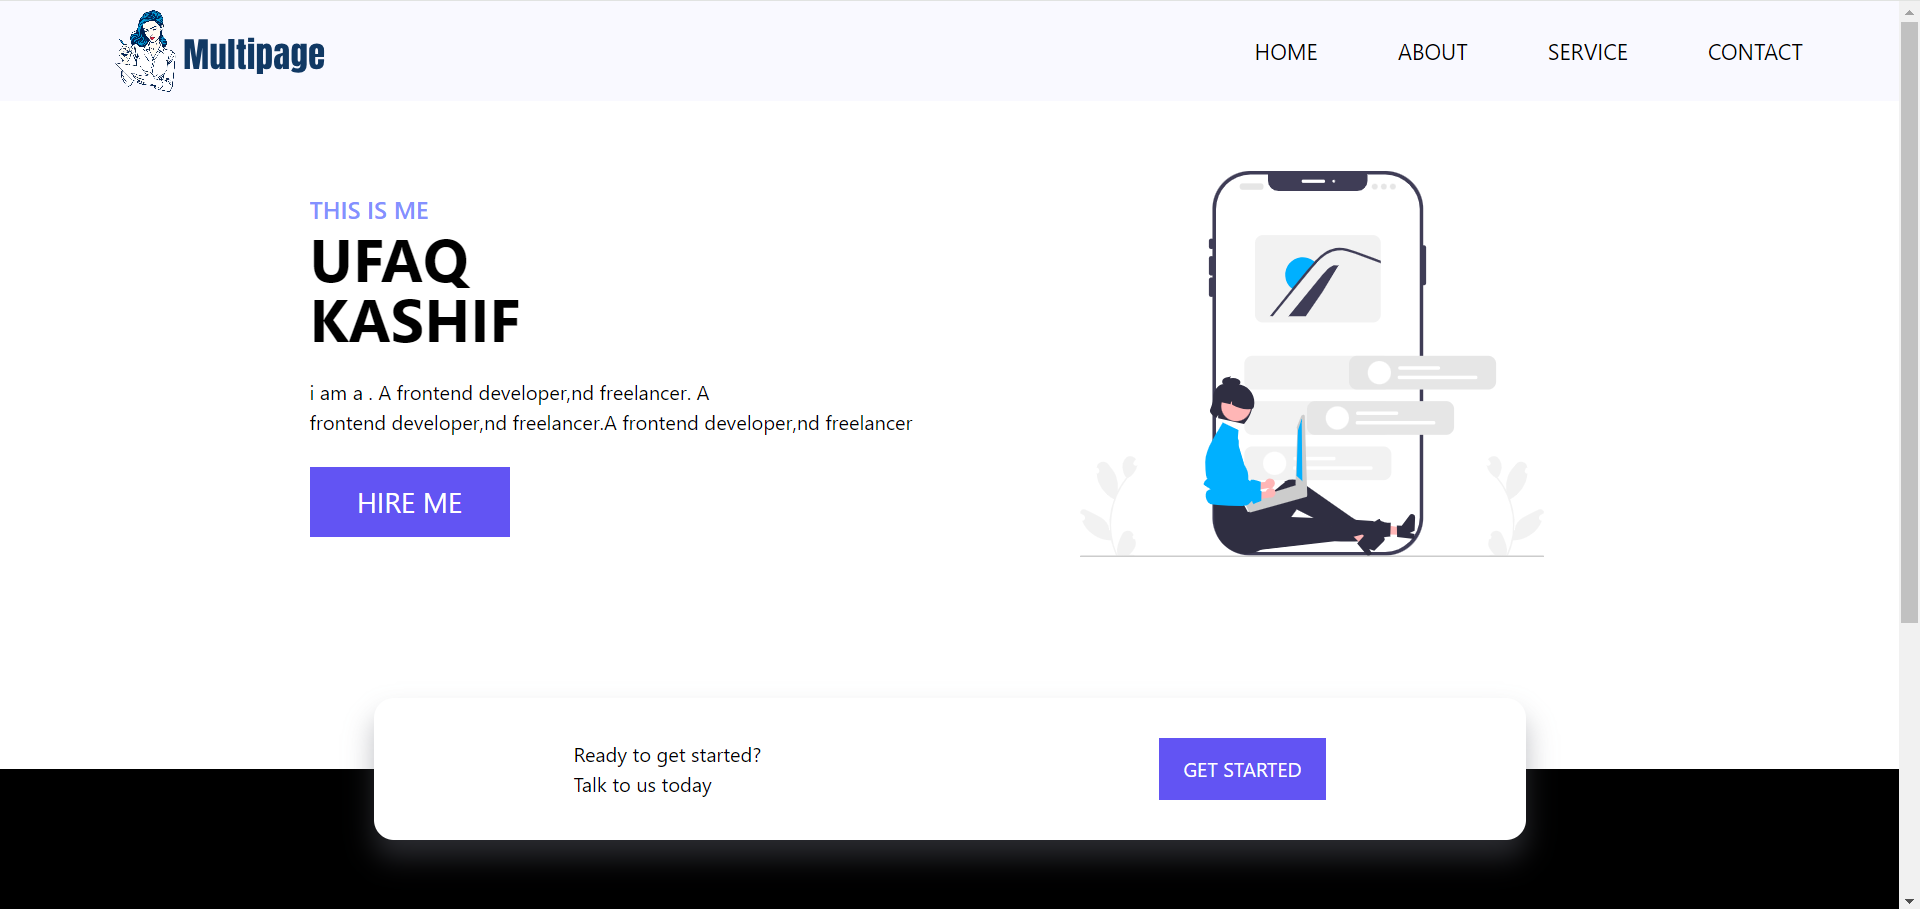 Multipage
HOME ABOUT SERVICE CONTACT
THIS IS ME
UFAQ
KASHIF
i am a . A frontend developer,nd freelancer. A
frontend developer,nd freelancer.A frontend developer,nd freelancer
HIRE ME
Ready to get started?
Talk to us today
GET STARTED